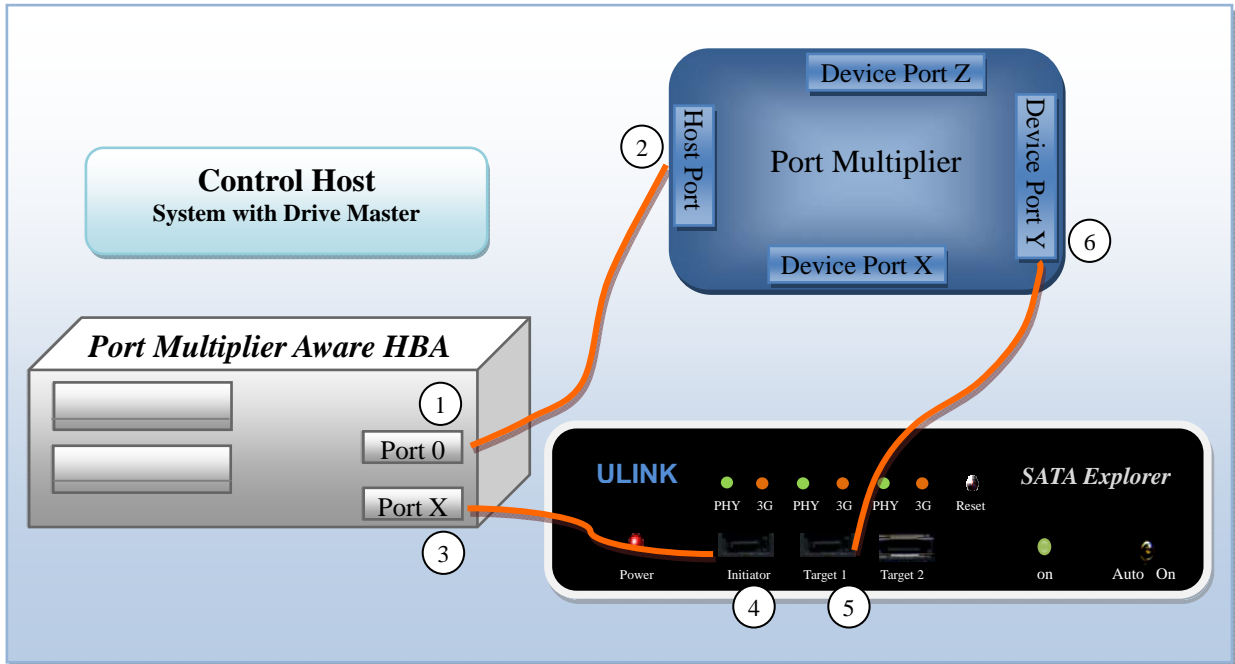 Device Port Z
Host Port
Device Port Y
2
Port Multiplier
Control Host
System with Drive Master
6
Device Port X
Port Multiplier Aware HBA
1
Port 0
ULINK
SATA Explorer
PHY 3G PHY 3G PHY 3G Reset
Port X
3
Power Initiator Target 1 Target 2 on Auto On
4 5